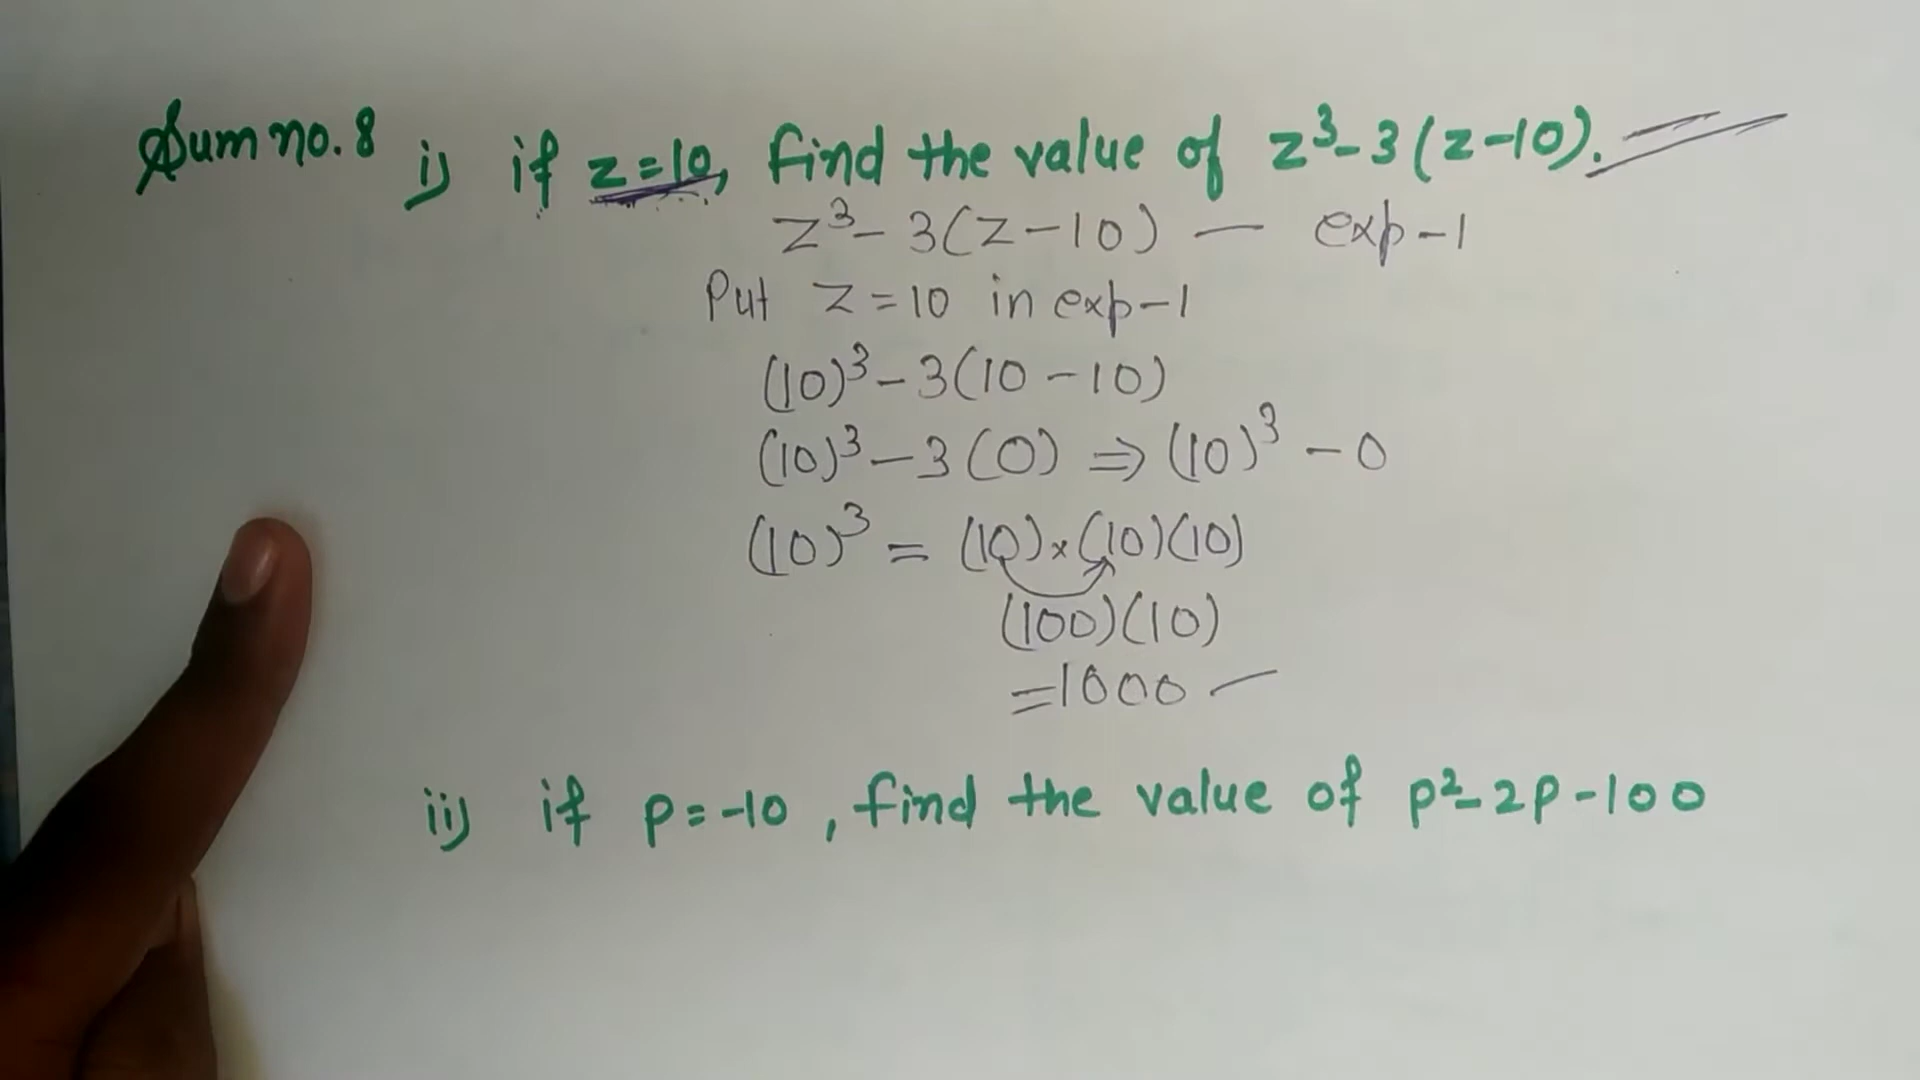 Sum no. 8 i) if z=10, find the value of z³-3(z-10).
z³-3(z-10) — exp-1
Put z=10 in exp-1
(10)³-3(10-10)
(10)³-3(0) ⇒ (10)³-0
(10)³ = (10)×(10)(10)
(100)(10)
=1000
ii) if p=-10, find the value of p²-2p-100